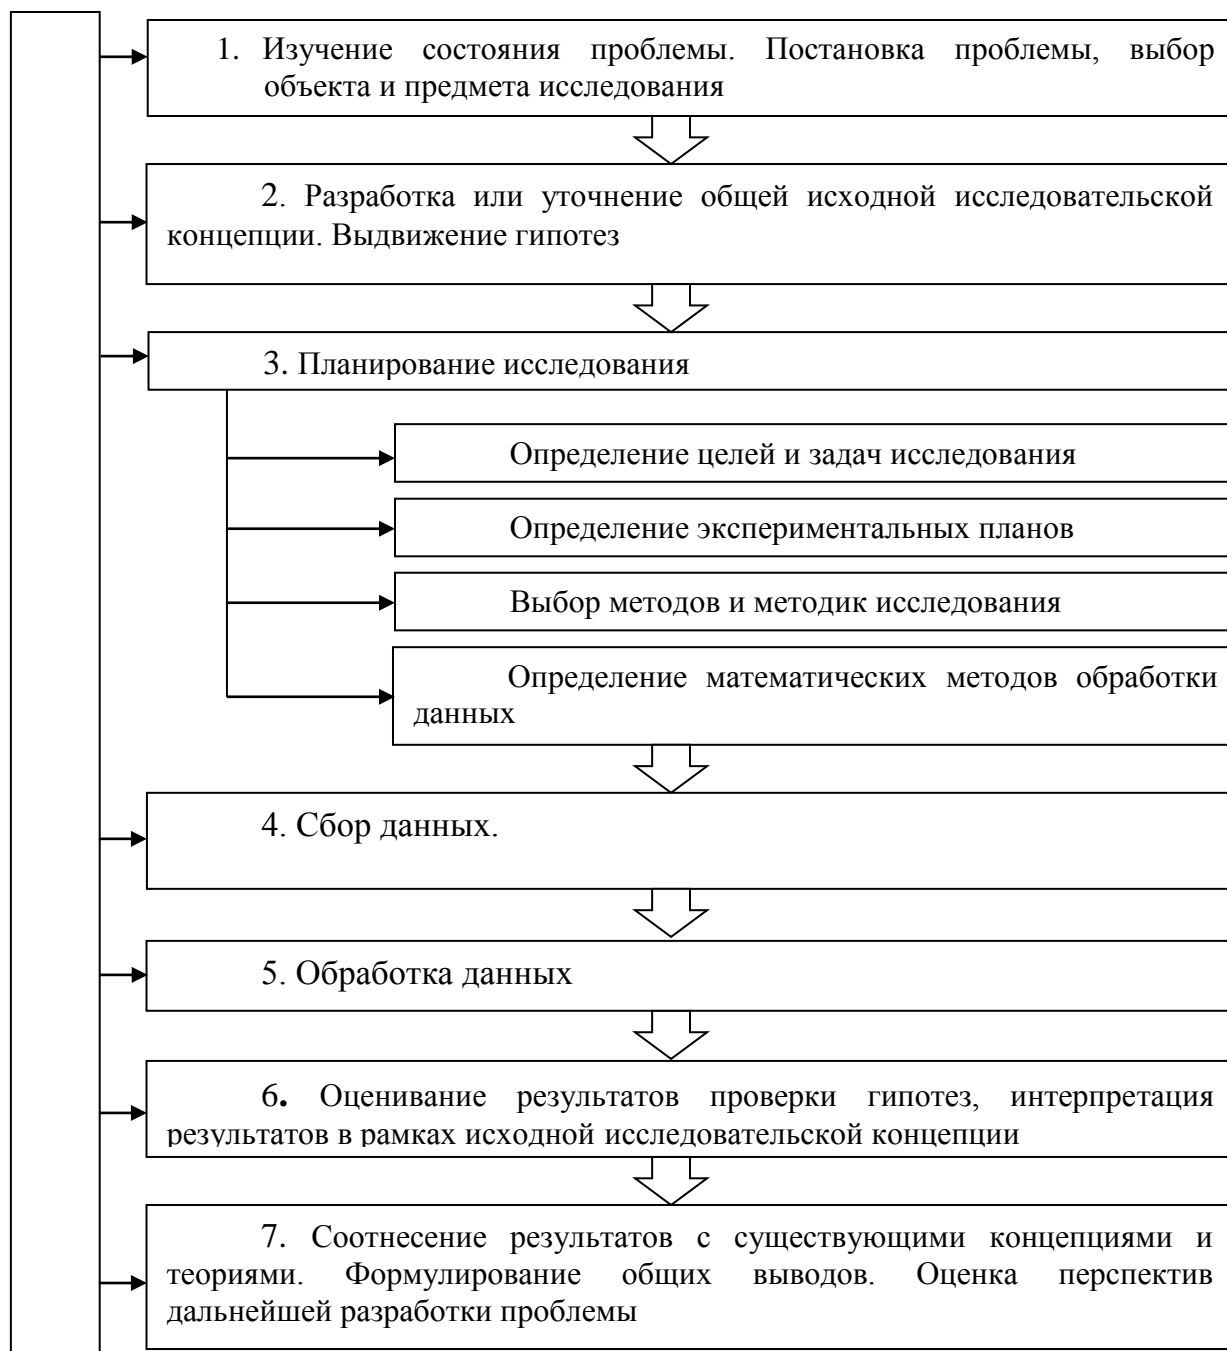 1. Изучение состояния проблемы. Постановка проблемы, выбор
объекта и предмета исследования
2. Разработка или уточнение общей исходной исследовательской
концепции. Выдвижение гипотез
3. Планирование исследования
Определение целей и задач исследования
Определение экспериментальных планов
Выбор методов и методик исследования
Определение математических методов обработки
данных
4. Сбор данных.
5. Обработка данных
6. Оценивание результатов проверки гипотез, интерпретация
результатов в рамках исходной исследовательской концепции
7. Соотнесение результатов с существующими концепциями и
теориями. Формулирование общих выводов. Оценка перспектив
дальнейшей разработки проблемы